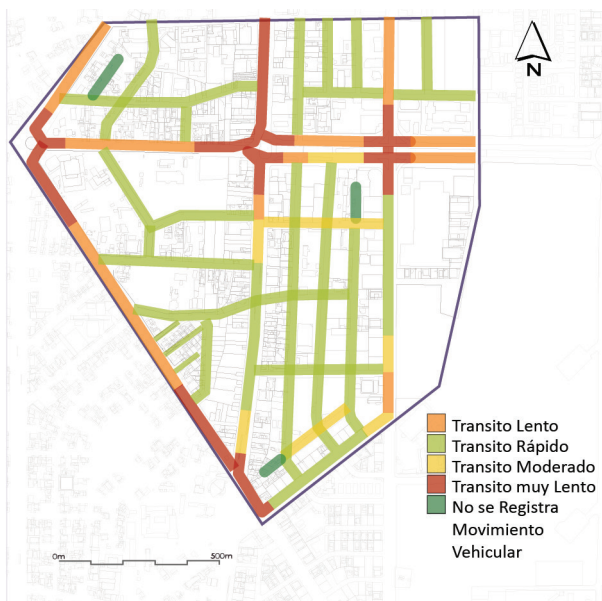 N
Transito Lento
Transito Rápido
Transito Moderado
Transito muy Lento
No se Registra
Movimiento
Vehicular
0m 500m